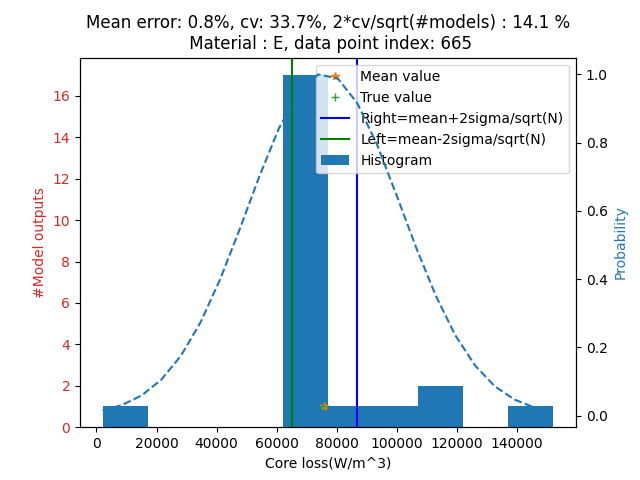 Mean error: 0.8%, cv: 33.7%, 2*cv/sqrt(#models) : 14.1 %
Material : E, data point index: 665
Mean value
True value
Right=mean+2sigma/sqrt(N)
Left=mean-2sigma/sqrt(N)
Histogram
#Model outputs
16
14
12
10
8
6
4
2
0
1.0
0.8
0.6
0.4
0.2
0.0
Probability
0 20000 40000 60000 80000 100000 120000 140000
Core loss(W/m^3)